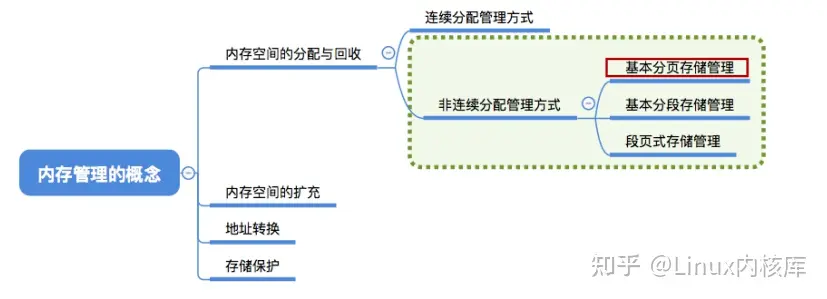 连续分配管理方式
内存空间的分配与回收
基本分页存储管理
非连续分配管理方式
基本分段存储管理
段页式存储管理
内存管理的概念
内存空间的扩充
地址转换
存储保护
知乎 @Linux内核库